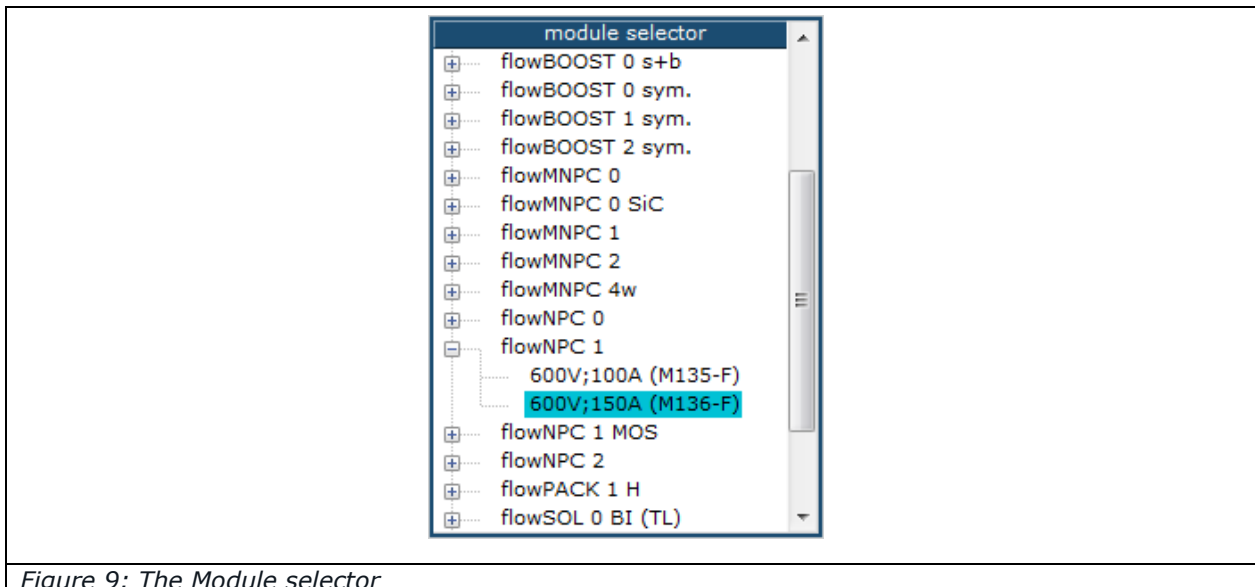 module selector
flowBOOST 0 s+b
flowBOOST 0 sym.
flowBOOST 1 sym.
flowBOOST 2 sym.
flowMNPC 0
flowMNPC 0 SiC
flowMNPC 1
flowMNPC 2
flowMNPC 4w
flowNPC 0
flowNPC 1
600V;100A (M135-F)
600V;150A (M136-F)
flowNPC 1 MOS
flowNPC 2
flowPACK 1 H
flowSOL 0 BI (TL)
Figure 9: The Module selector